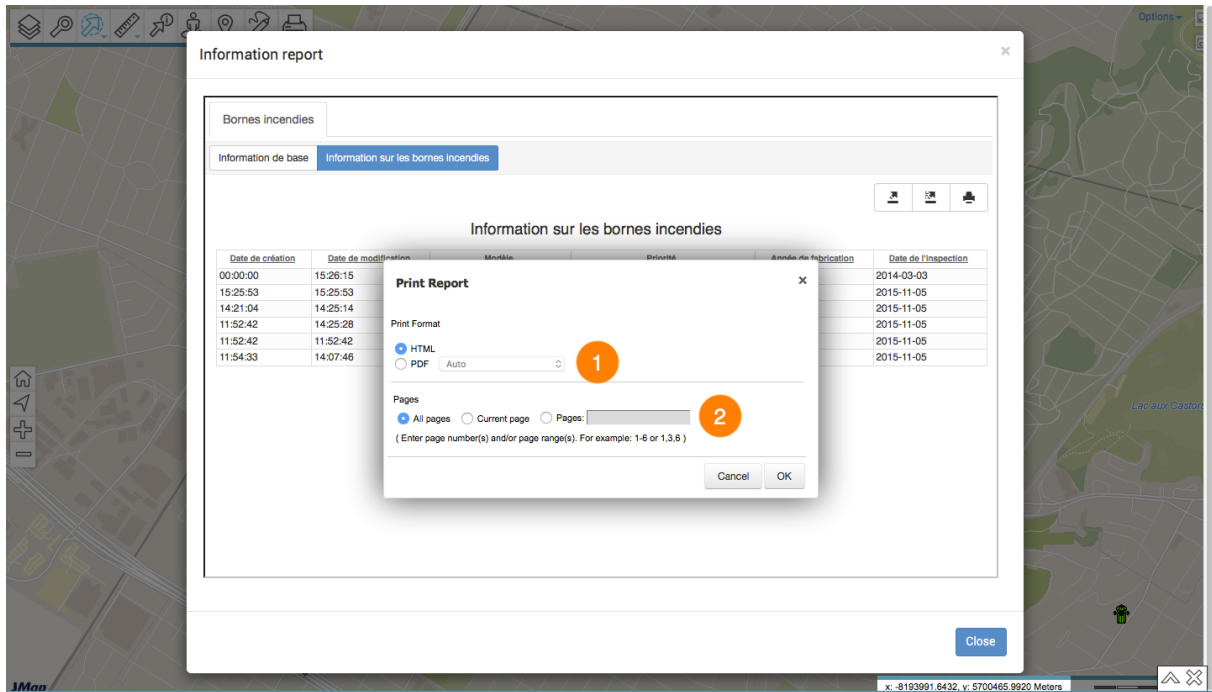 Options
Information report
×
Bornes incendies
Information de base Information sur les bornes incendies
Information sur les bornes incendies
Date de création Date de modification Modèle Priorité Année de fabrication Date de l'Inspection
00:00:00 15:26:15 2014-03-03
15:25:53 15:25:53 2015-11-05
14:21:04 14:25:14 2015-11-05
11:52:42 14:25:28 2015-11-05
11:52:42 11:52:42 2015-11-05
11:54:33 14:07:46 2015-11-05
Print Report ×
Print Format
HTML
PDF Auto 1
Pages
All pages Current page Pages: 2
( Enter page number(s) and/or page range(s). For example: 1-6 or 1,3,6 )
Cancel OK
Lac aux Castors
Close
JMap
x: -8193991.6432, y: 5700465.9920 Meters